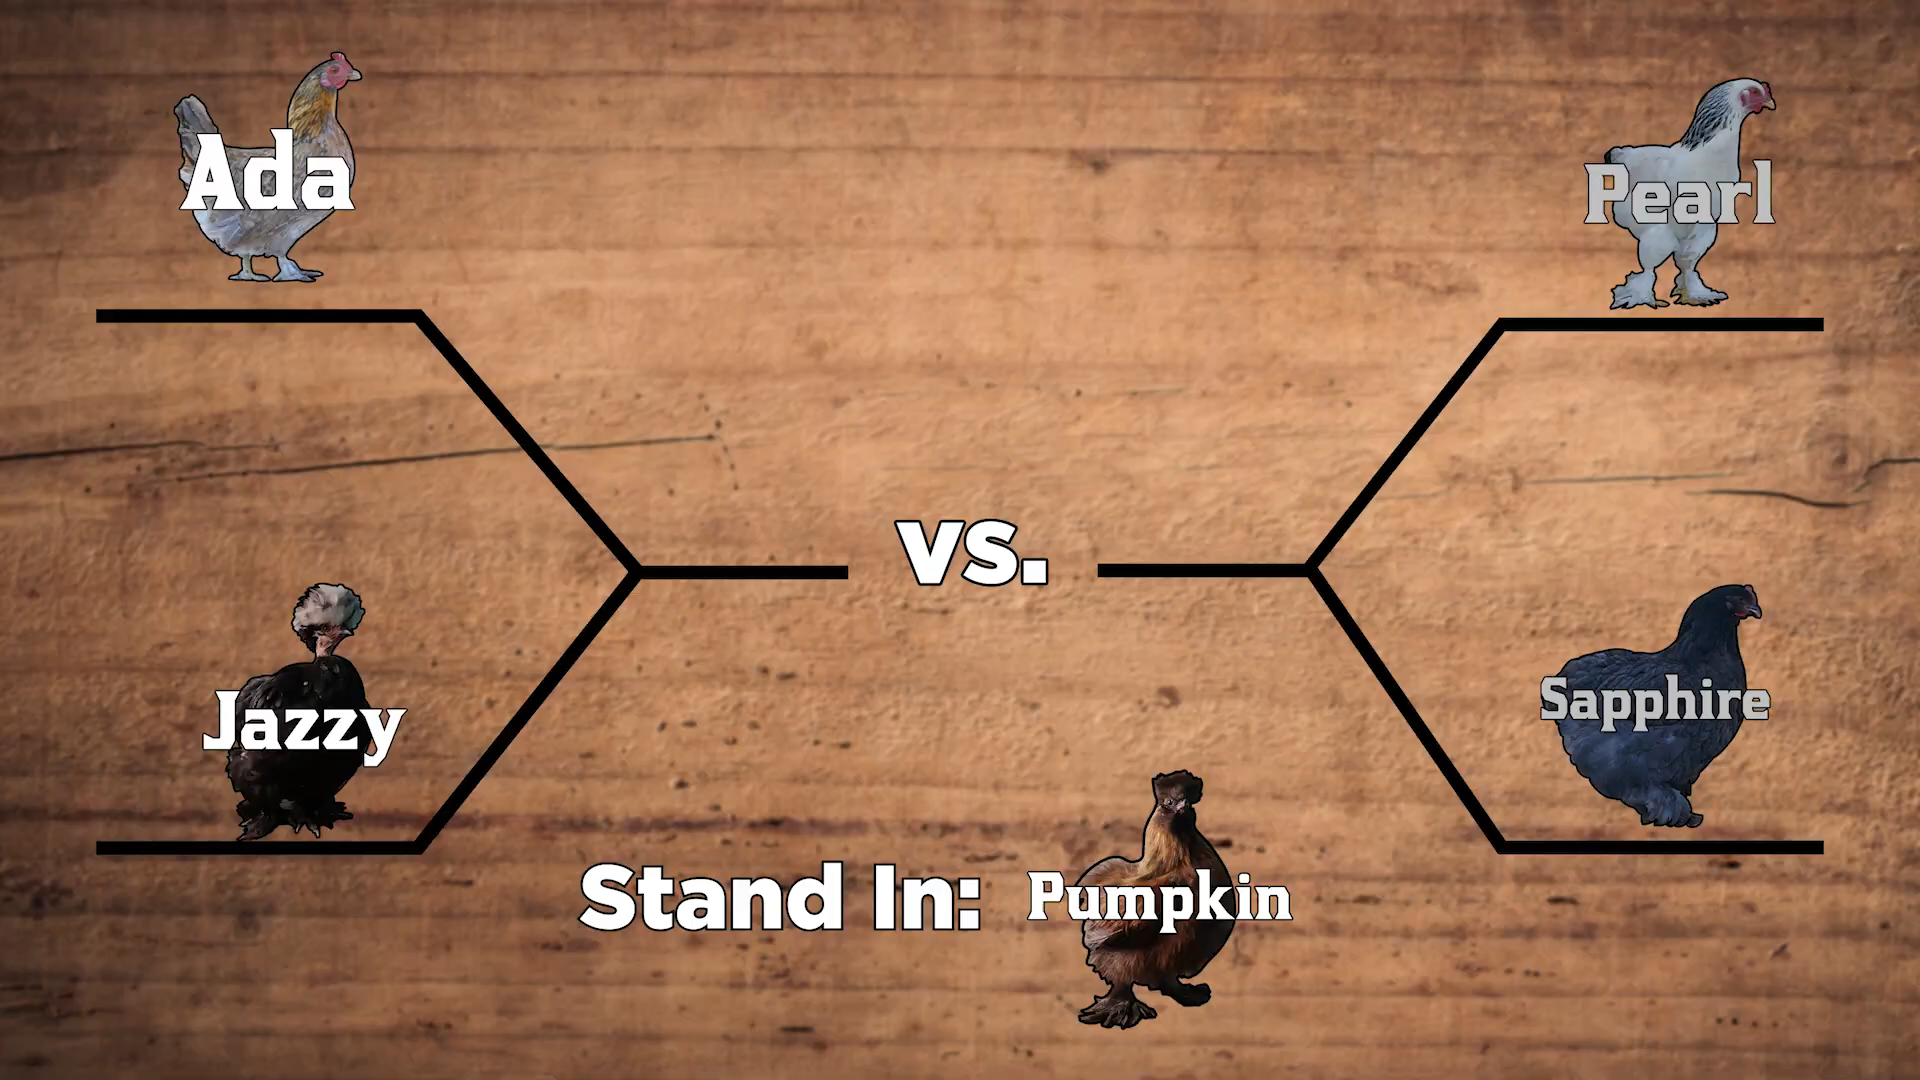 Ada
Pearl
vs.
Jazzy
Sapphire
Stand In: Pumpkin